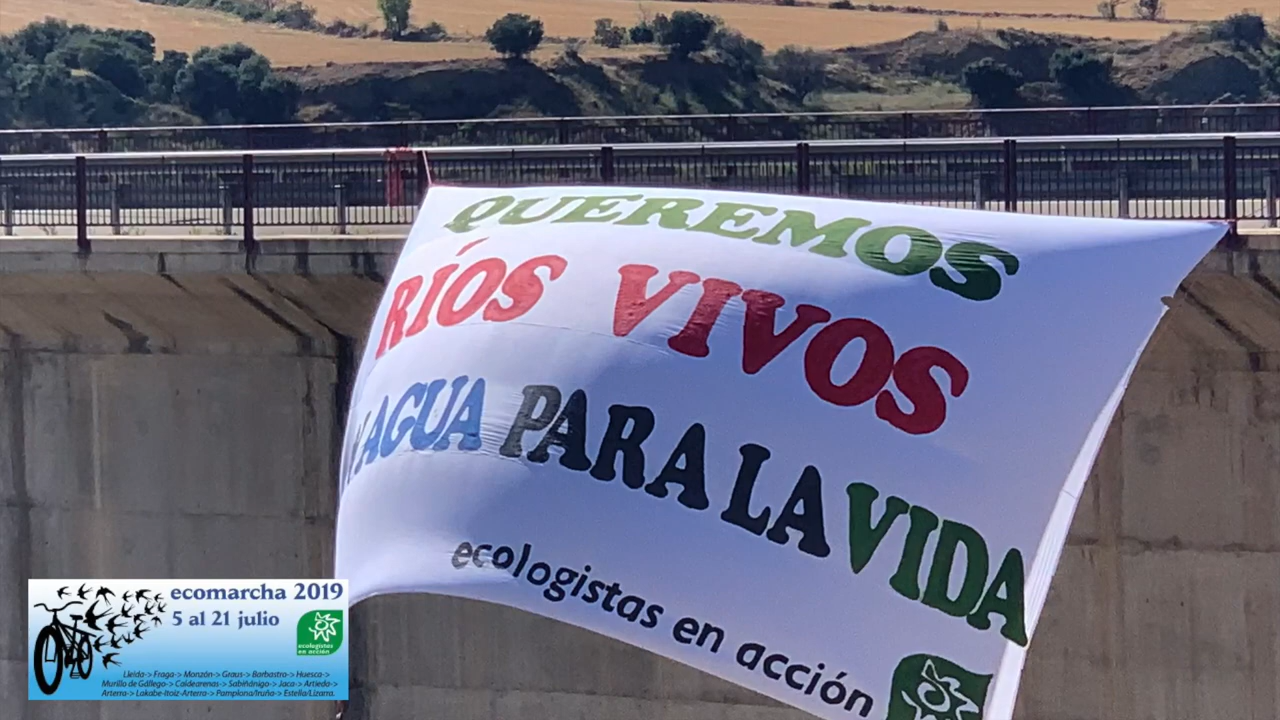 QUEREMOS
RÍOS VIVOS
AGUA PARA LA VIDA
ecologistas en acción
ecomarcha 2019
5 al 21 julio
ecologistas
en acción
Lleida-> Fraga-> Monzón-> Graus-> Barbastro-> Huesca->
Murillo de Gállego-> Caldearenas-> Sabiñánigo-> Jaca-> Artieda->
Arterra-> Lakabe-Itoiz-Arterra-> Pamplona/Iruña-> Estella/Lizarra.